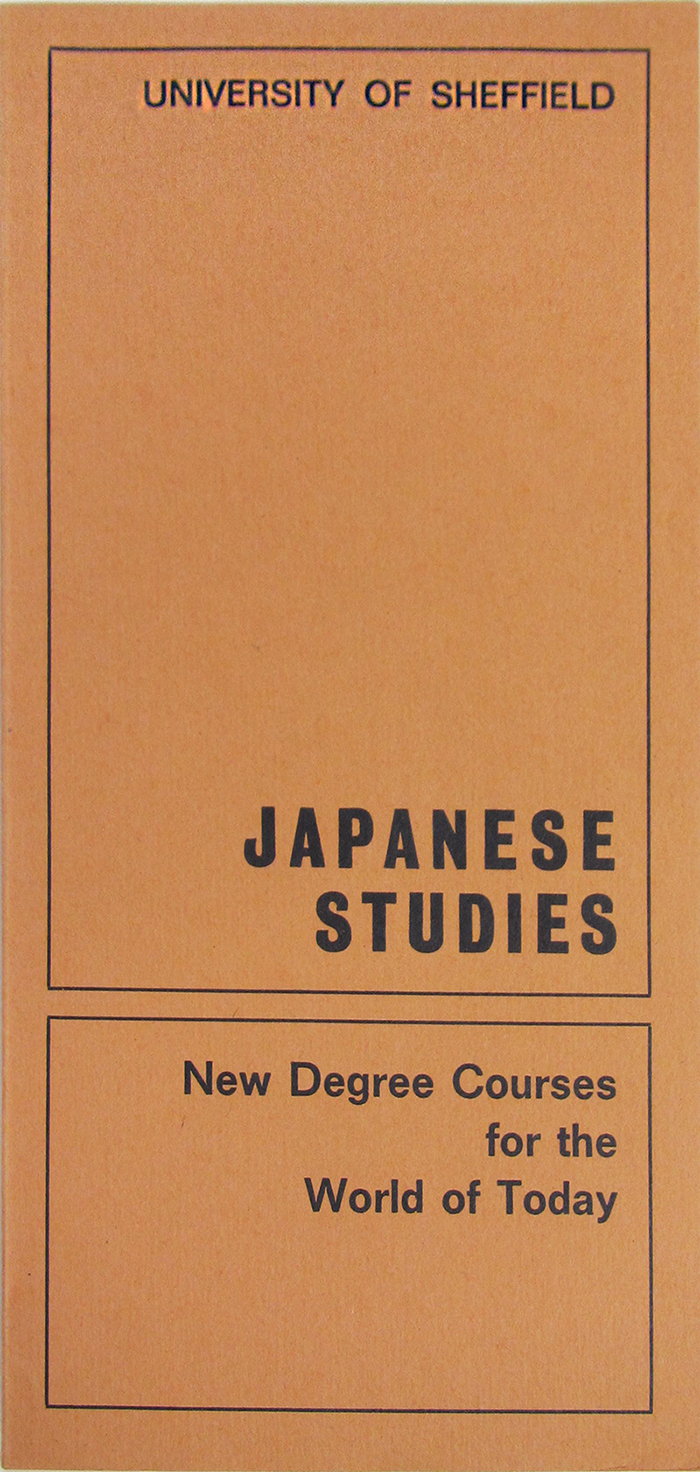 UNIVERSITY OF SHEFFIELD
JAPANESE
STUDIES
New Degree Courses
for the
World of Today